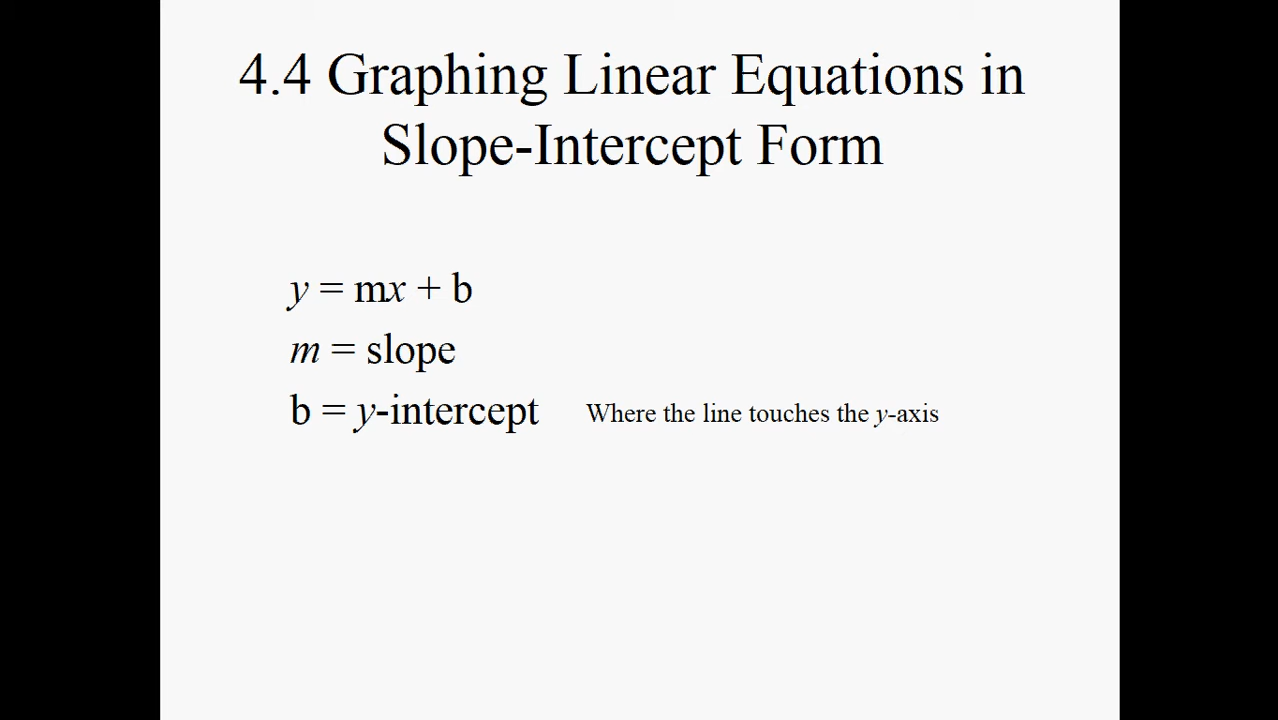 4.4 Graphing Linear Equations in
Slope-Intercept Form
y = mx + b
m = slope
b = y-intercept Where the line touches the y-axis